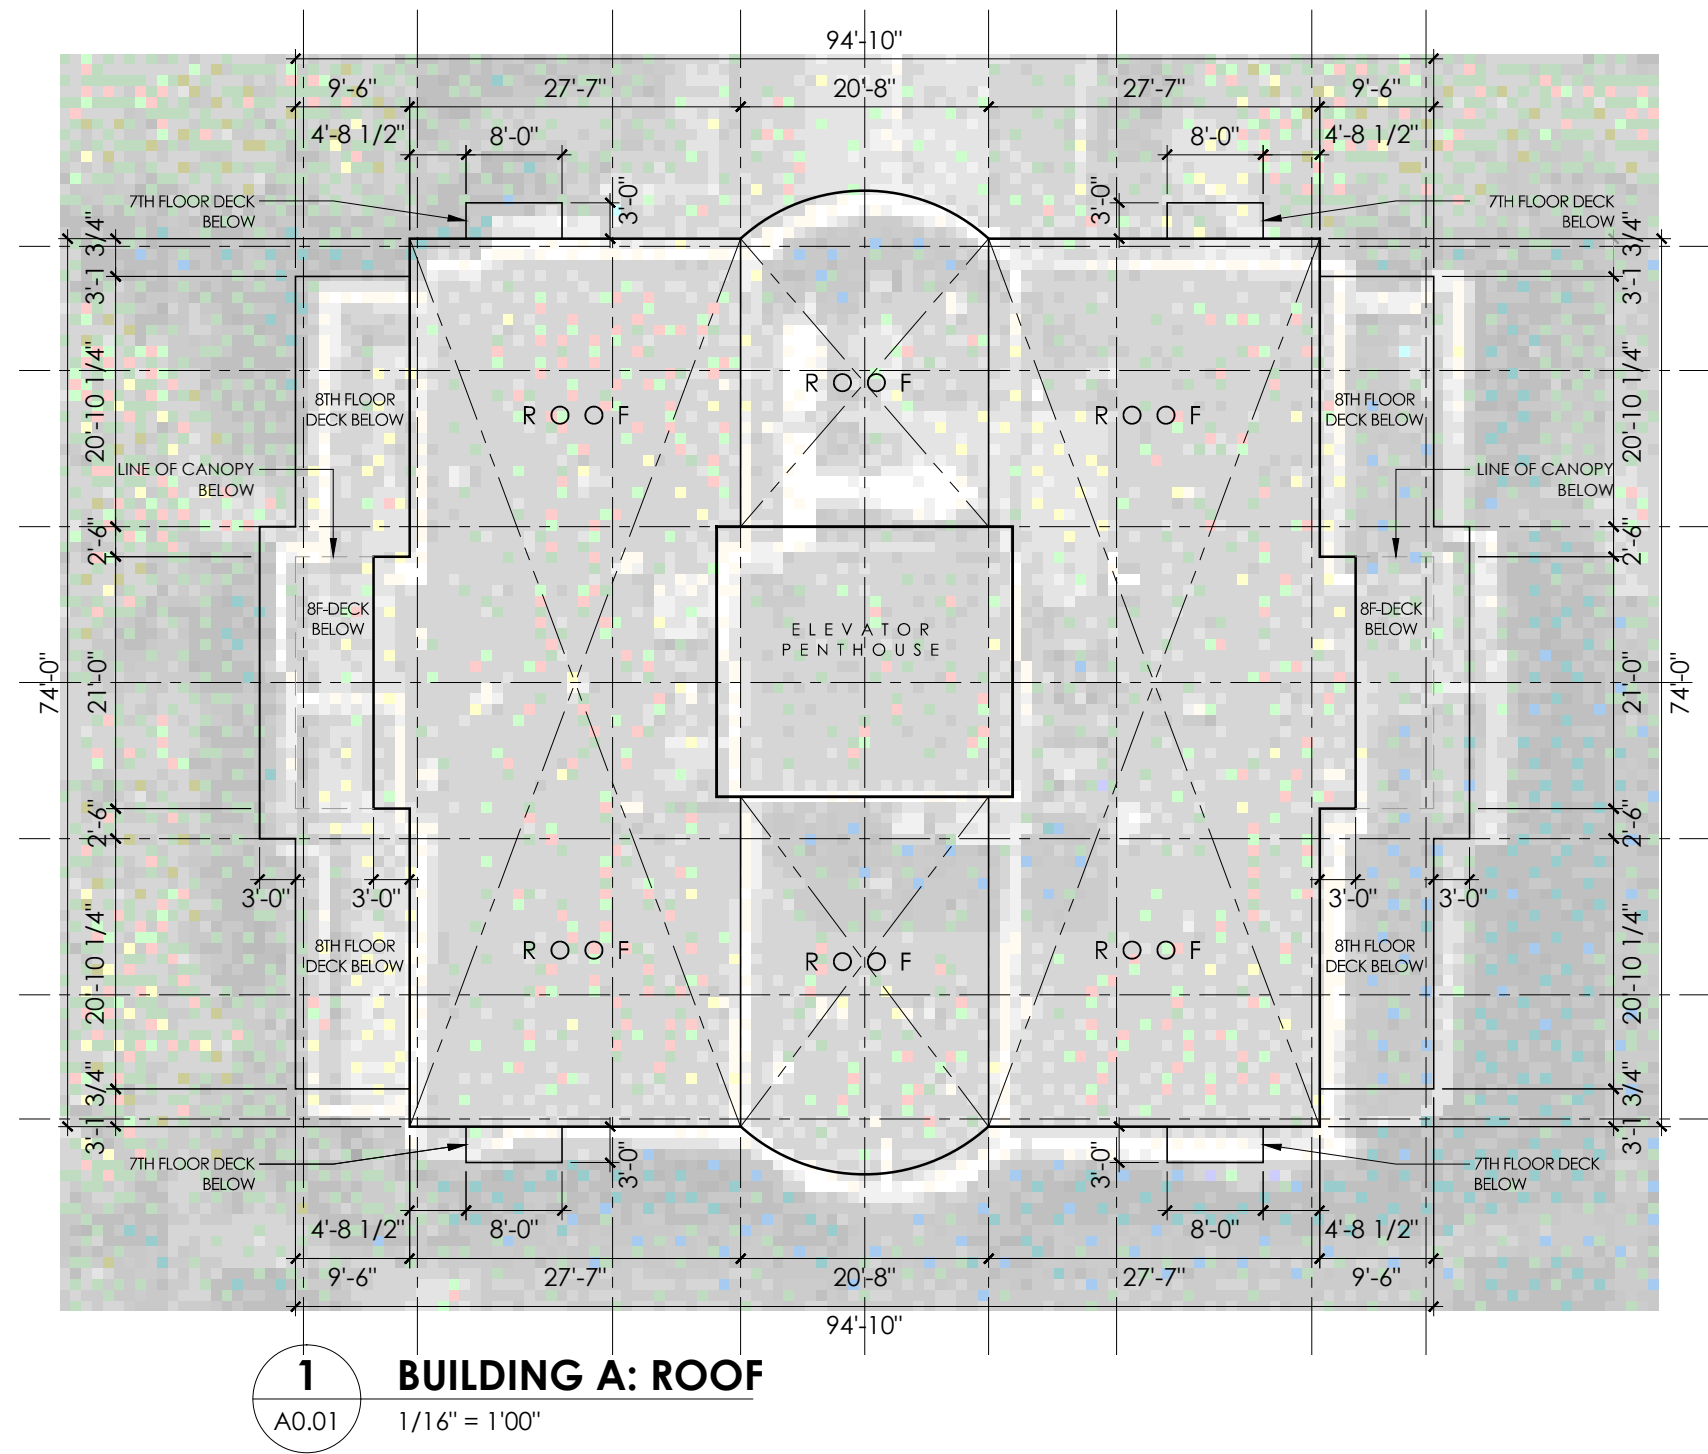 94'-10"
9'-6" 27'-7" 20'-8" 27'-7" 9'-6"
4'-8 1/2" 8'-0" 8'-0" 4'-8 1/2"
3'-0" 3'-0"
7TH FLOOR DECK
BELOW
7TH FLOOR DECK
BELOW
3'-1 3/4" 3'-1 3/4"
20'-10 1/4" 20'-10 1/4"
ROOF
ROOF ROOF
8TH FLOOR
DECK BELOW
8TH FLOOR
DECK BELOW
LINE OF CANOPY
BELOW
LINE OF CANOPY
BELOW
2'-6" 2'-6"
8F-DECK
BELOW
ELEVATOR
PENTHOUSE
8F-DECK
BELOW
74'-0" 21'-0" 21'-0" 74'-0"
2'-6" 2'-6"
3'-0" 3'-0" 3'-0" 3'-0"
8TH FLOOR
DECK BELOW
ROOF ROOF
ROOF
8TH FLOOR
DECK BELOW
20'-10 1/4" 20'-10 1/4"
3'-1 3/4" 3'-1 3/4"
7TH FLOOR DECK
BELOW
3'-0" 3'-0"
7TH FLOOR DECK
BELOW
4'-8 1/2" 8'-0" 8'-0" 4'-8 1/2"
9'-6" 27'-7" 20'-8" 27'-7" 9'-6"
94'-10"
1 BUILDING A: ROOF
A0.01 1/16" = 1'00"